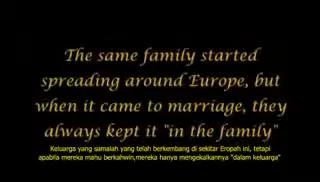 The same family started
spreading around Europe, but
when it came to marriage, they
always kept it "in the family"
Keluarga yang samalah yang telah berkembang di sekitar Eropah ini, tetapi
apabila mereka mahu berkahwin,mereka hanya mengekalkannya "dalam keluarga"